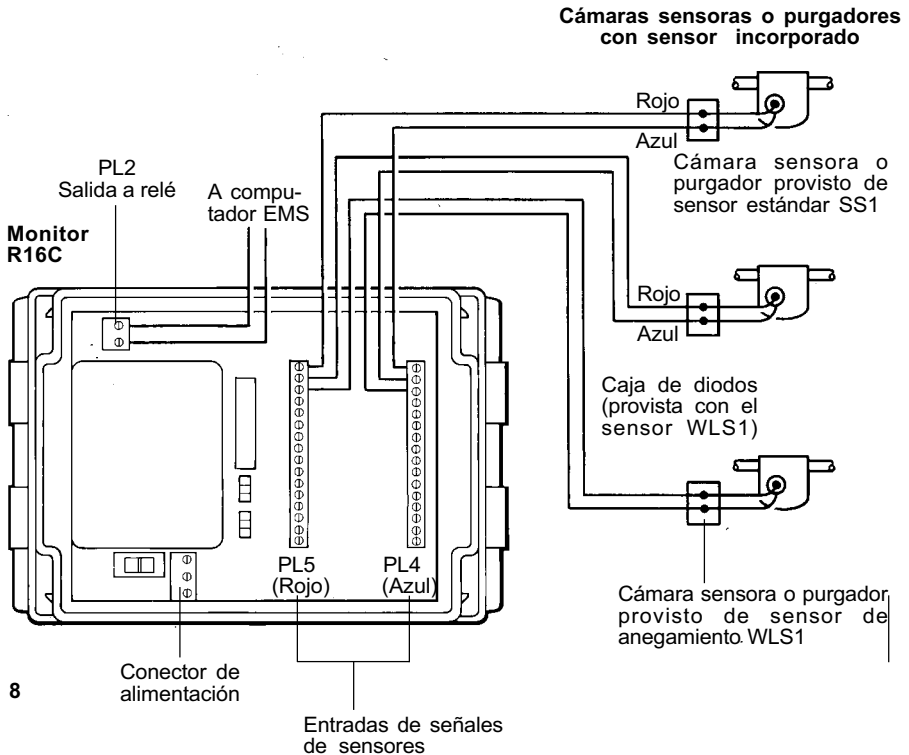 Cámaras sensoras o purgadores
con sensor incorporado
Rojo
Azul
Cámara sensora o
purgador provisto de
sensor estándar SS1
PL2
Salida a relé
A compu-
tador EMS
Monitor
R16C
Rojo
Azul
Caja de diodos
(provista con el
sensor WLS1)
PL5
(Rojo)
PL4
(Azul)
Cámara sensora o purgador
provisto de sensor de
anegamiento WLS1
Conector de
alimentación
8
Entradas de señales
de sensores